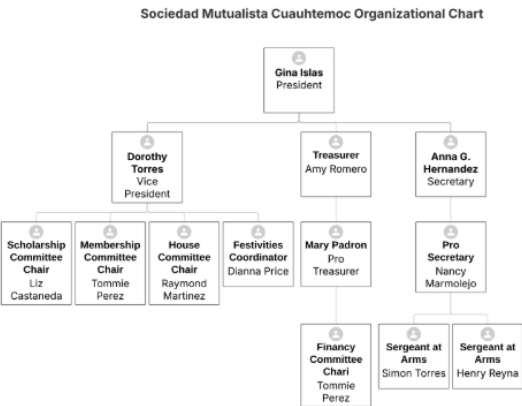 Sociedad Mutualista Cuauhtemoc Organizational Chart
Gina Islas
President
Dorothy
Torres
Vice
President
Treasurer
Amy Romero
Anna G.
Hernandez
Secretary
Scholarship
Committee
Chair
Liz
Castaneda
Membership
Committee
Chair
Tommie
Perez
House
Committee
Chair
Raymond
Martinez
Festivities
Coordinator
Dianna Price
Mary Padron
Pro
Treasurer
Pro
Secretary
Nancy
Marmolejo
Financy
Committee
Chari
Tommie
Perez
Sergeant at
Arms
Simon Torres
Sergeant at
Arms
Henry Reyna